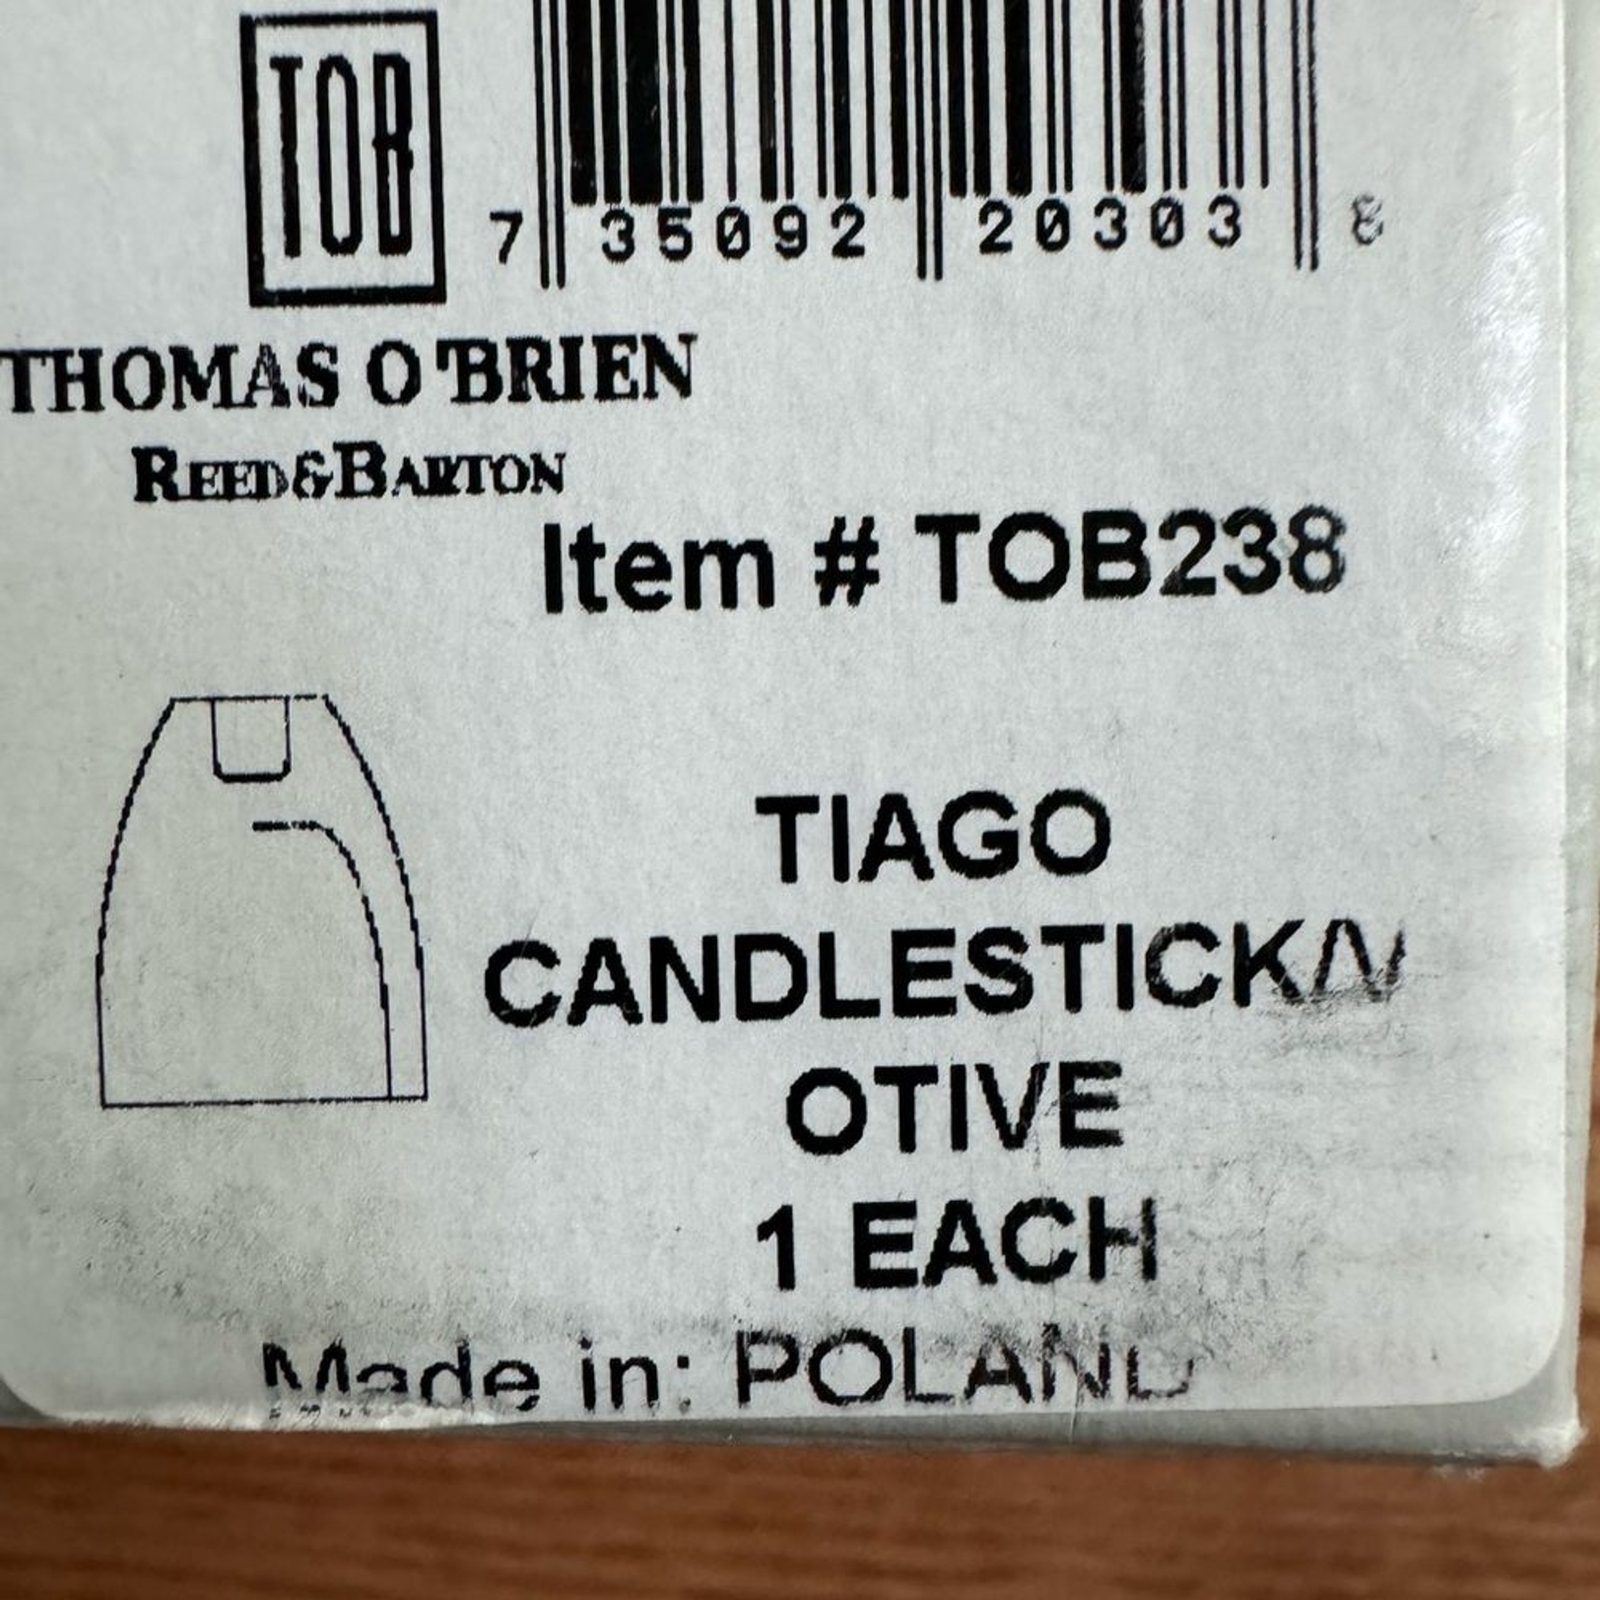 TOB
7 35092 20303 8
THOMAS O'BRIEN
REED&BARTON
Item # TOB238
TIAGO
CANDLESTICK/V
OTIVE
1 EACH
Made in: POLAND